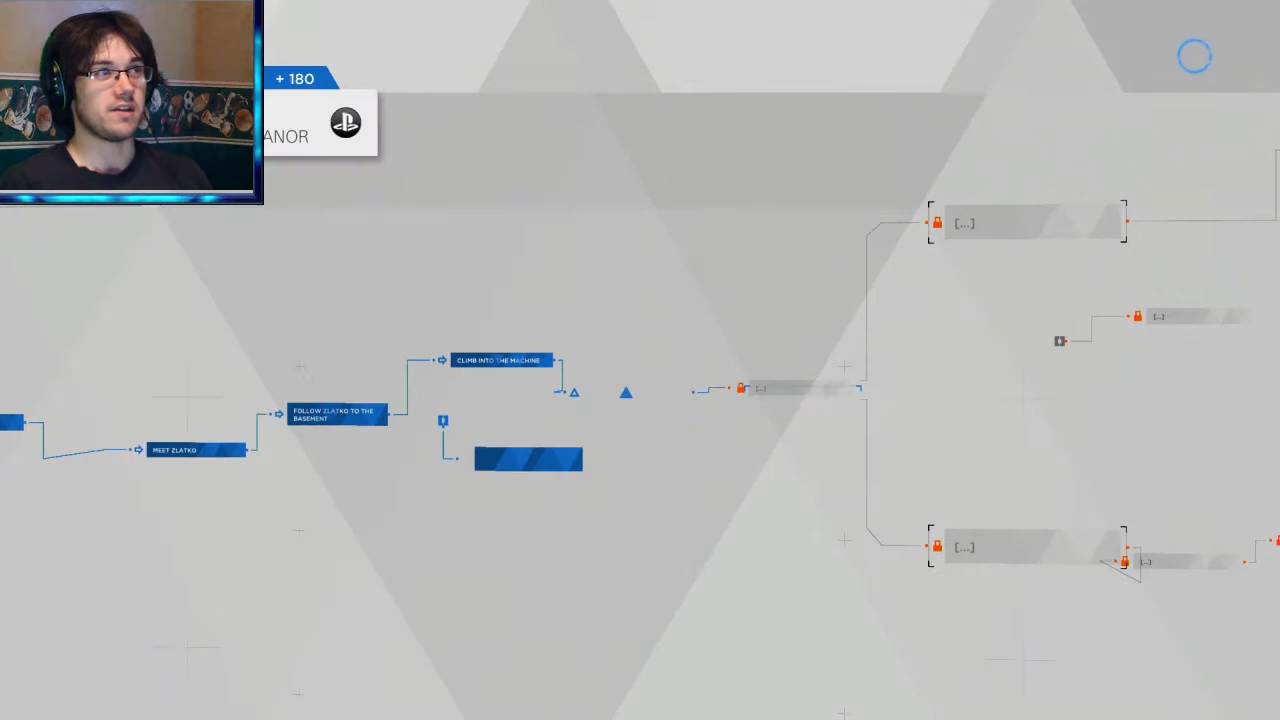 + 180
ANOR
[...]
[...]
CLIMB INTO THE MACHINE
[...]
FOLLOW ZLATKO TO THE
BASEMENT
MEET ZLATKO
[...]
[...]